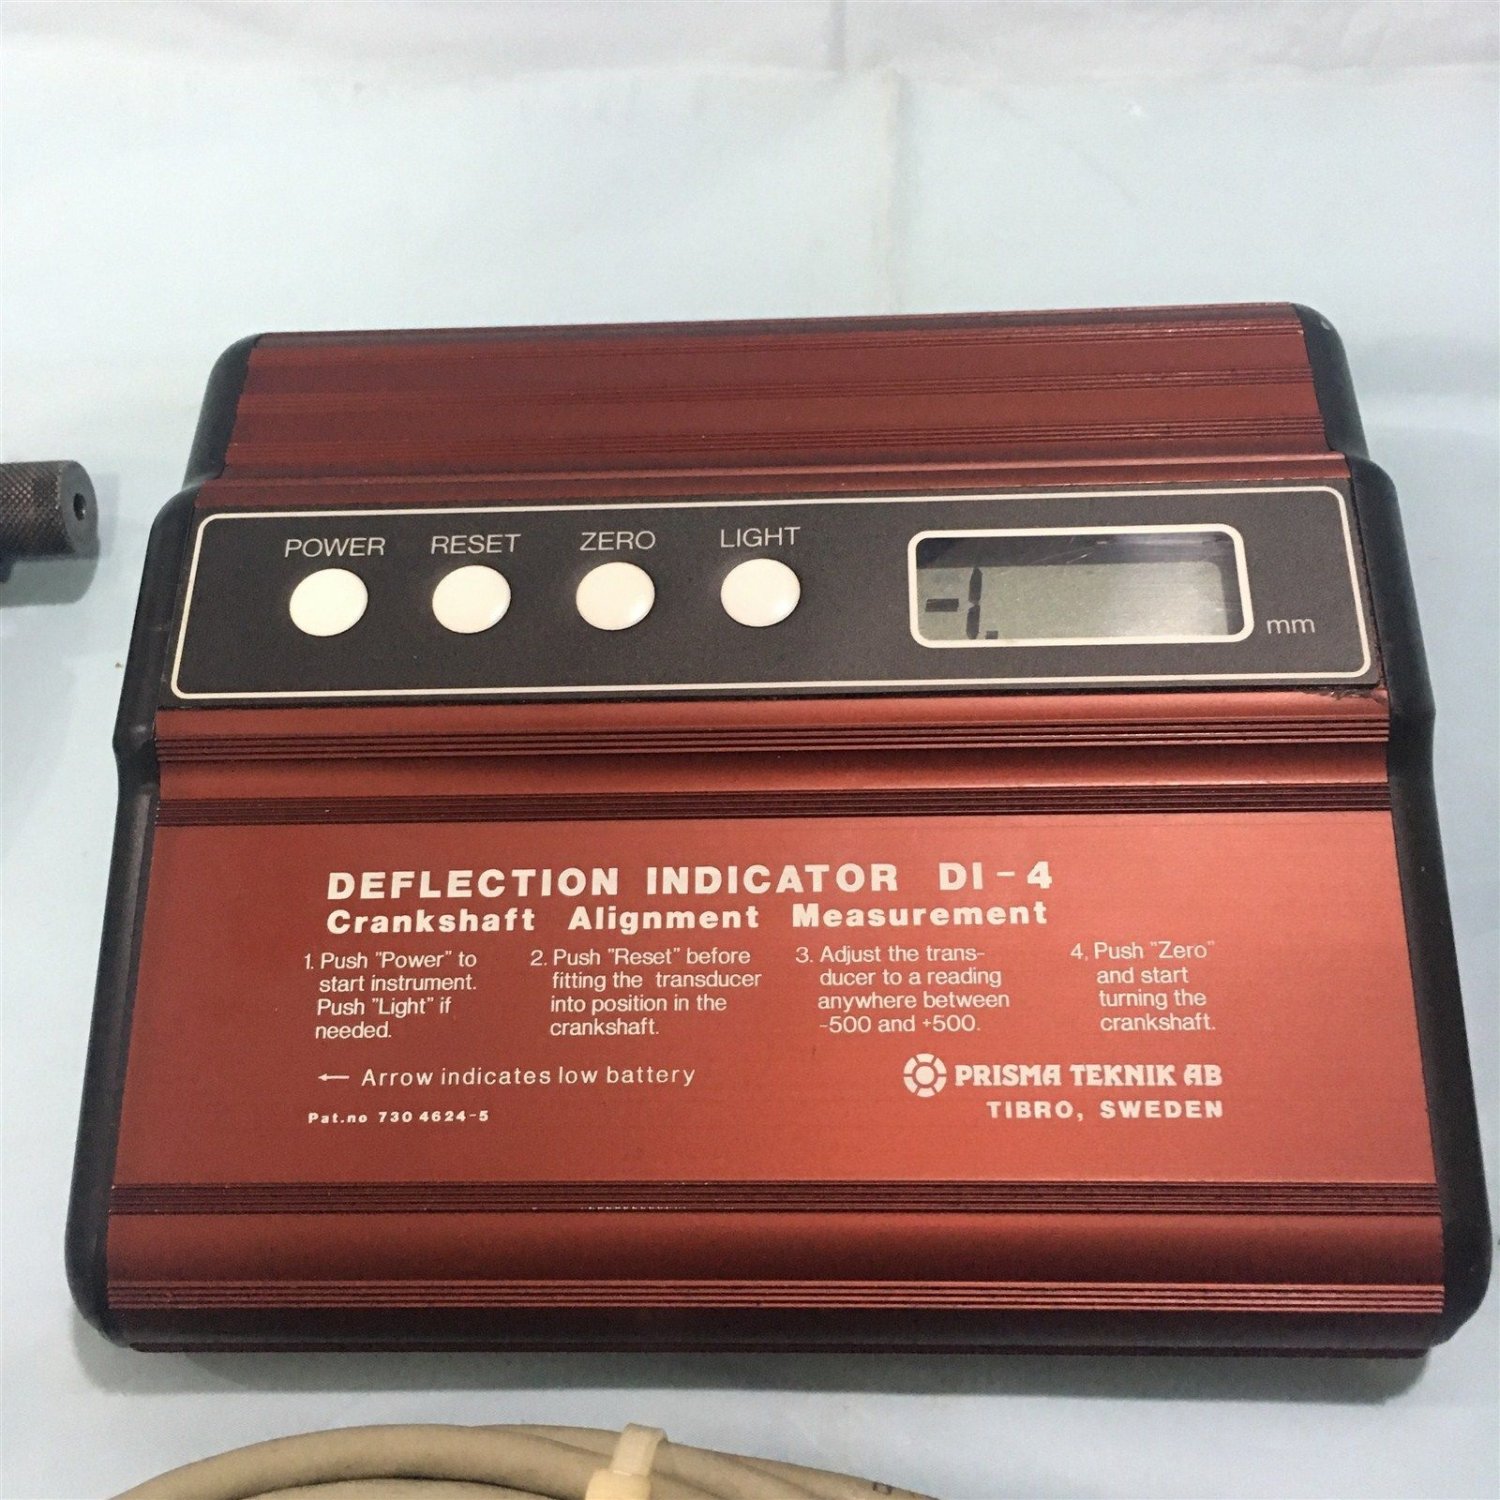 POWER RESET ZERO LIGHT
-1.
mm
DEFLECTION INDICATOR DI-4
Crankshaft Alignment Measurement
1. Push "Power" to
start instrument.
Push "Light" if
needed.
2. Push "Reset" before
fitting the transducer
into position in the
crankshaft.
3. Adjust the trans-
ducer to a reading
anywhere between
-500 and +500.
4. Push "Zero"
and start
turning the
crankshaft.
← Arrow indicates low battery
Pat.no 730 4624-5
PRISMA TEKNIK AB
TIBRO, SWEDEN